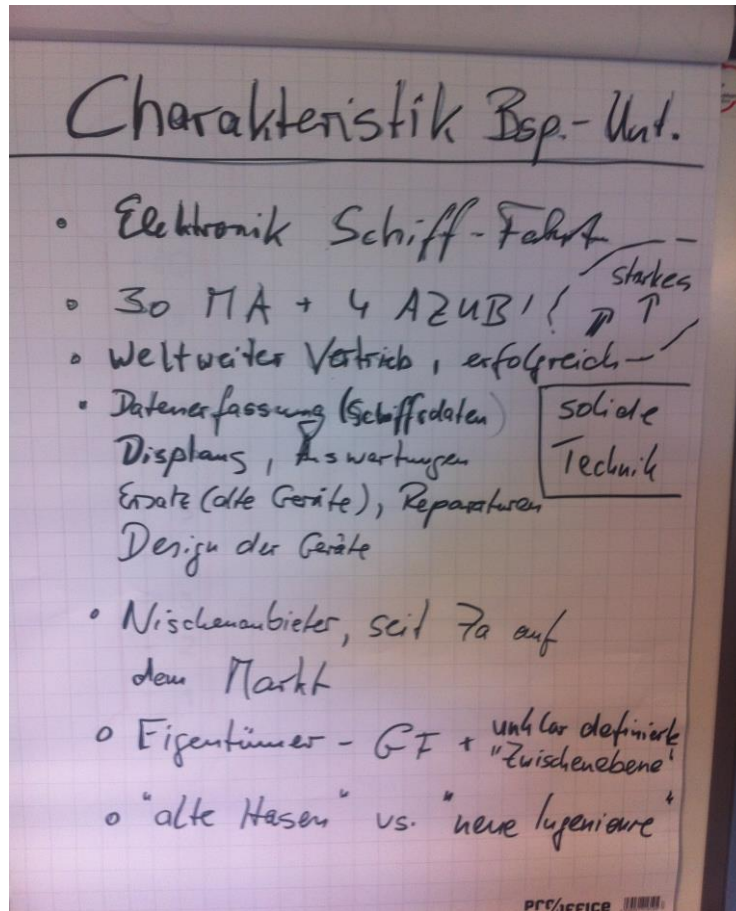 Charakteristik Bsp.-Unt.
• Elektronik Schiff-Fahrt
• 30 MA + 4 AZUBI
starkes
• Weltweiter Vertrieb, erfolgreich
• Datenerfassung (Schiffsdaten)
Displays, Auswertungen
Ersatz (alte Geräte), Reparaturen
Design der Geräte
solide
Technik
• Nischenanbieter, seit 7a auf
dem Markt
• Eigentümer - GF + unklar definierte
"Zwischenebene"
• "alte Hasen" vs. "neue Ingenieure"